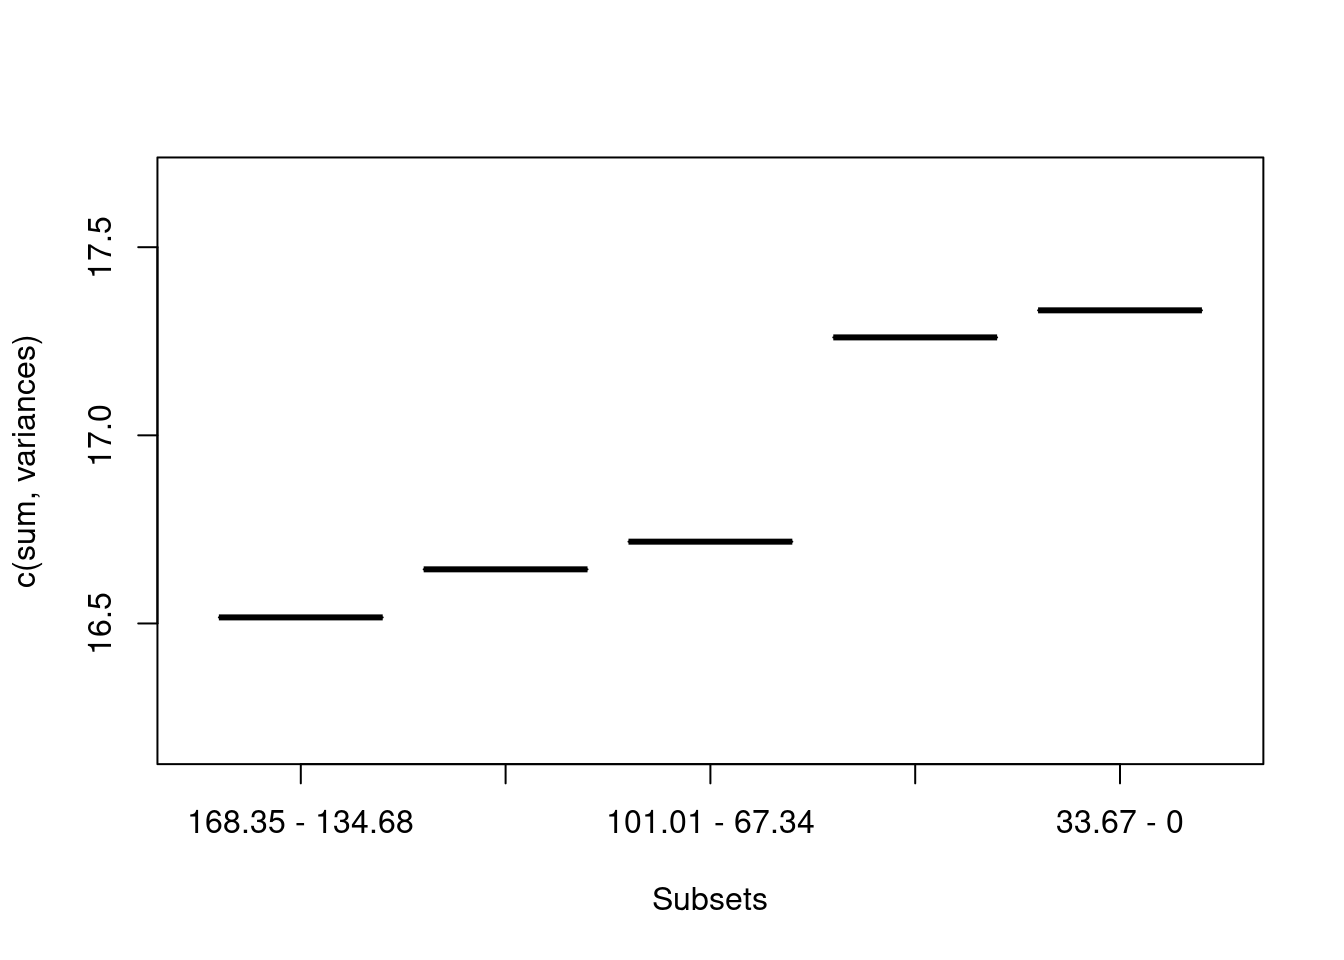 17.5
17.0
16.5
c(sum, variances)
168.35 - 134.68
101.01 - 67.34
33.67 - 0
Subsets